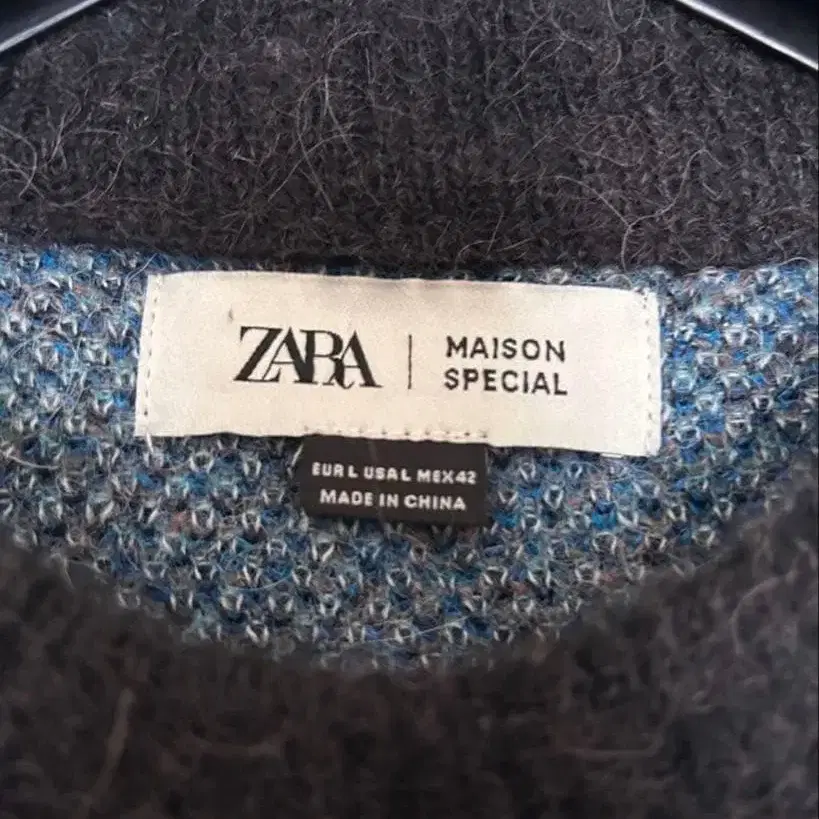 ZARA | MAISON
SPECIAL
EUR L USA L MEX 42
MADE IN CHINA